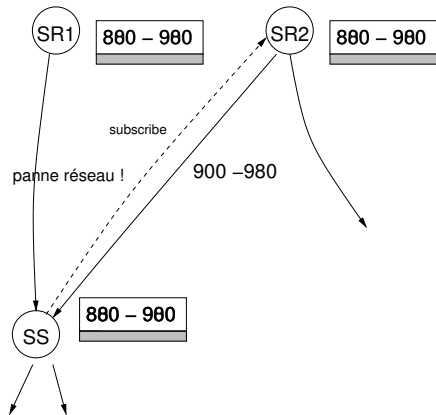 SR1
880 – 980
SR2
880 – 980
subscribe
panne réseau !
900 –980
SS
880 – 980